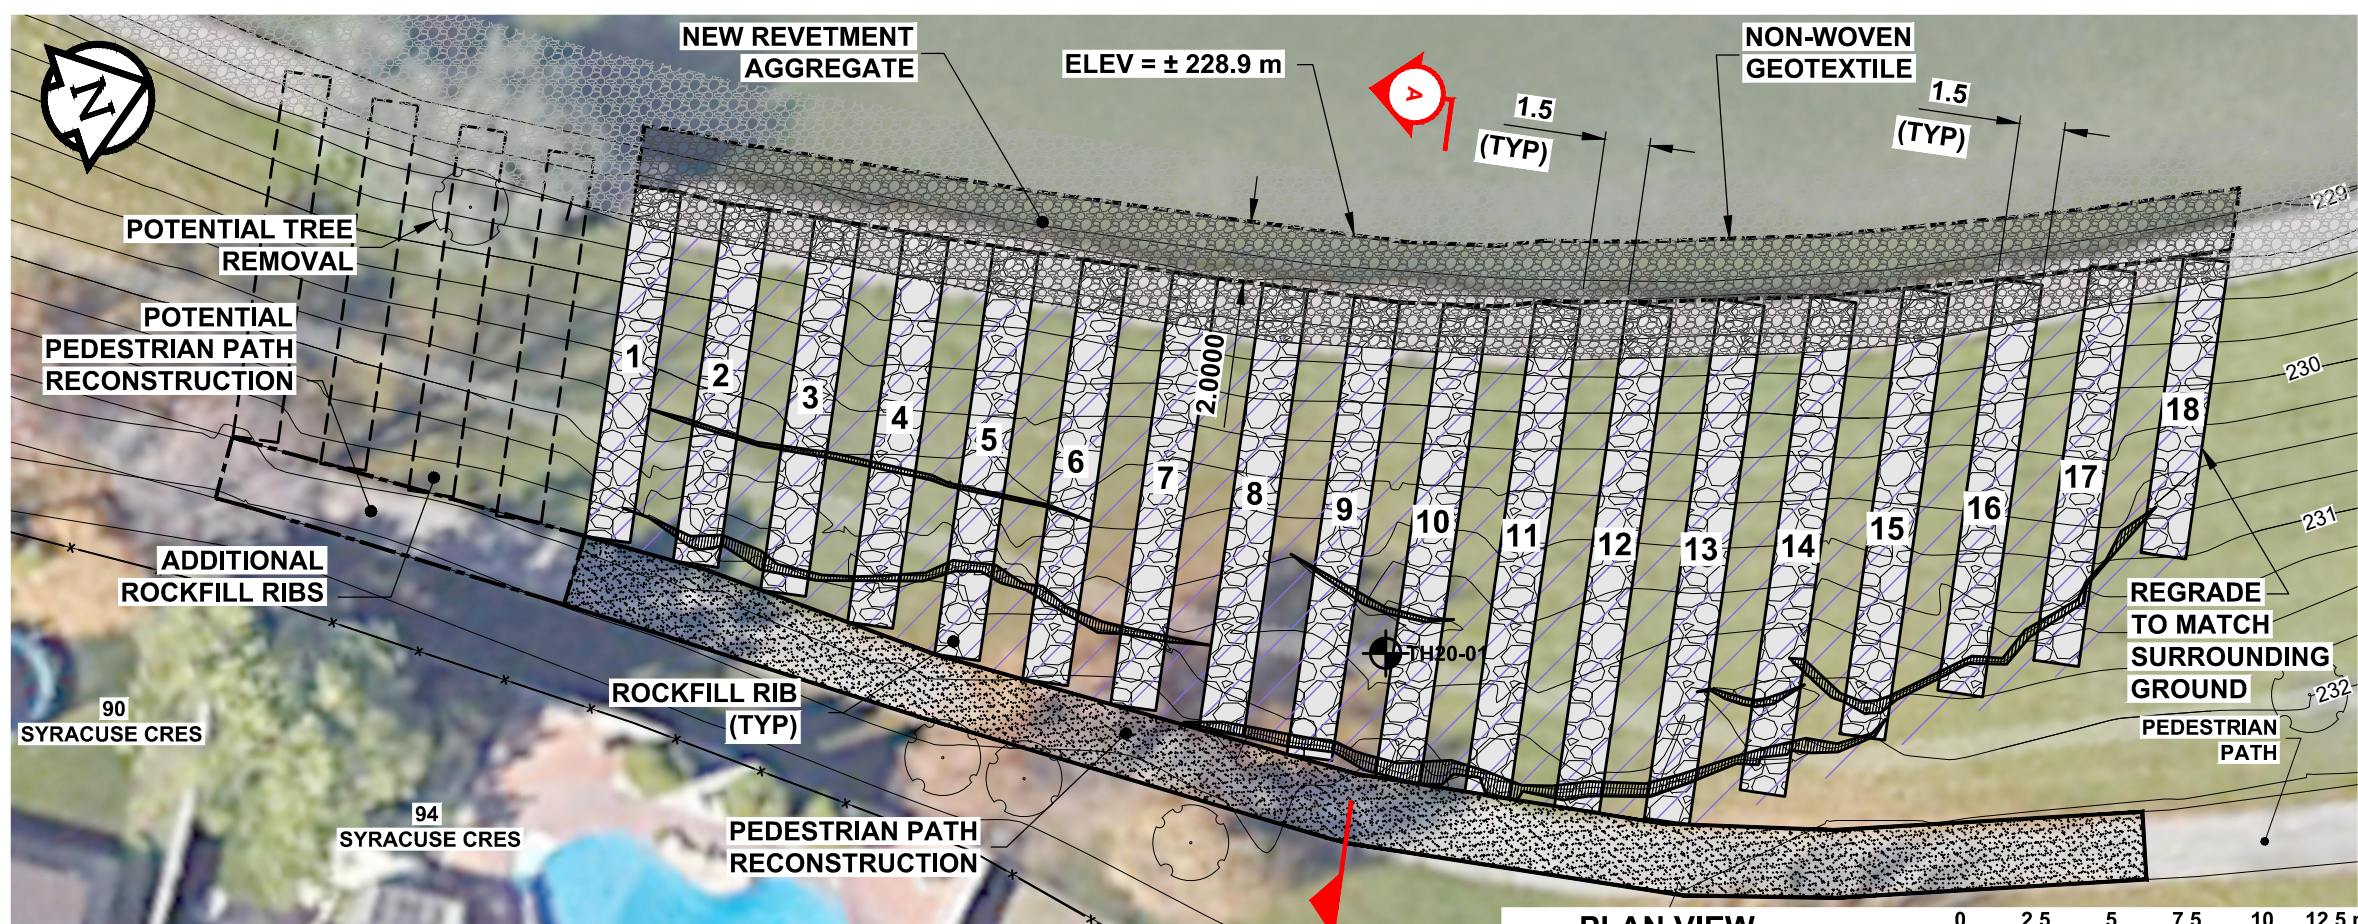 NEW REVETMENT
AGGREGATE
ELEV = ± 228.9 m
A
1.5
(TYP)
NON-WOVEN
GEOTEXTILE
1.5
(TYP)
N
229
POTENTIAL TREE
REMOVAL
POTENTIAL
PEDESTRIAN PATH
RECONSTRUCTION
1
2
3
4
5
6
7
2.0000
8
9
10
11
12
13
14
15
16
17
18
230
231
232
TH20-01
ADDITIONAL
ROCKFILL RIBS
REGRADE
TO MATCH
SURROUNDING
GROUND
PEDESTRIAN
PATH
ROCKFILL RIB
(TYP)
90
SYRACUSE CRES
94
SYRACUSE CRES
PEDESTRIAN PATH
RECONSTRUCTION
PLAN VIEW
0 2.5 5 7.5 10 12.5 m